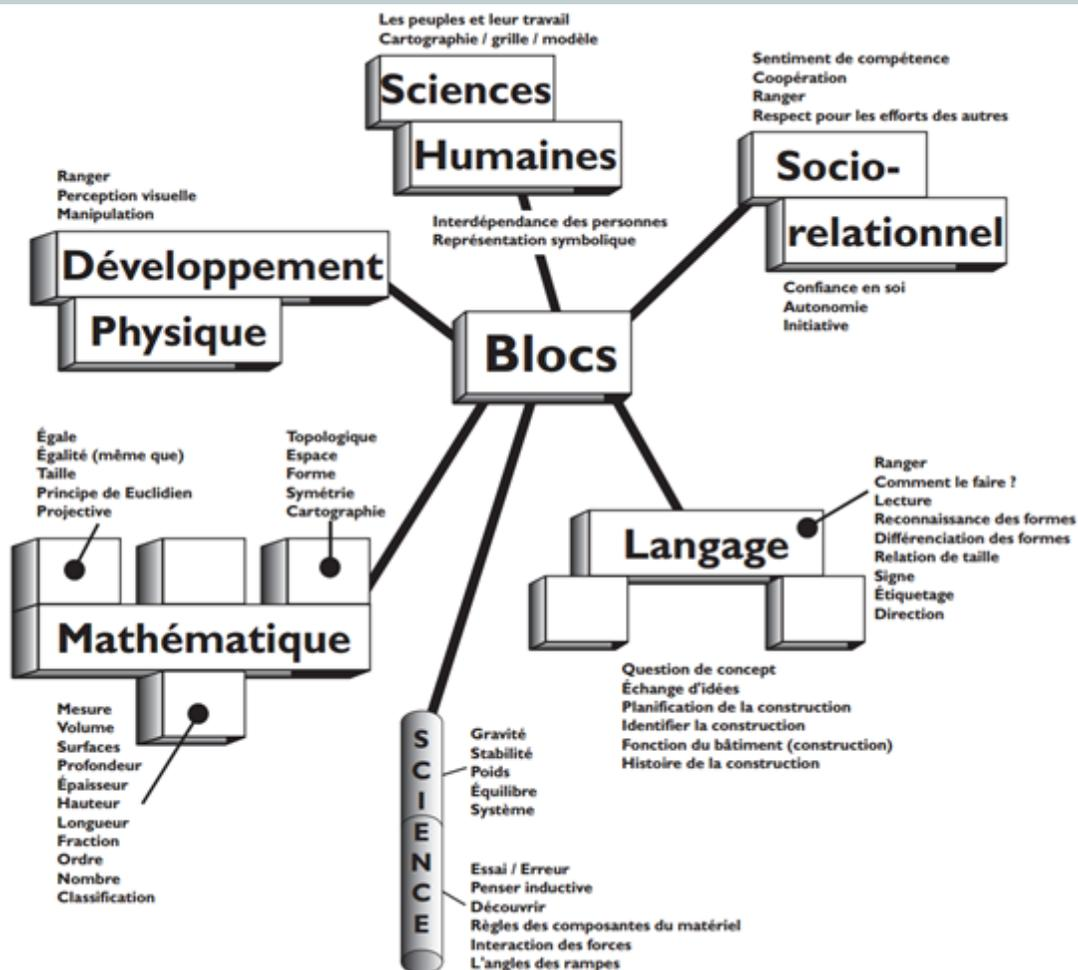 Les peuples et leur travail
Cartographie / grille / modèle
Sciences
Humaines
Interdépendance des personnes
Représentation symbolique
Sentiment de compétence
Coopération
Ranger
Respect pour les efforts des autres
Socio-
relationnel
Confiance en soi
Autonomie
Initiative
Ranger
Perception visuelle
Manipulation
Développement
Physique
Blocs
Égale
Égalité (même que)
Taille
Principe de Euclidien
Projective
Topologique
Espace
Forme
Symétrie
Cartographie
Mathématique
Mesure
Volume
Surfaces
Profondeur
Épaisseur
Hauteur
Longueur
Fraction
Ordre
Nombre
Classification
Ranger
Comment le faire ?
Lecture
Reconnaissance des formes
Différenciation des formes
Relation de taille
Signe
Étiquetage
Direction
Langage
Question de concept
Échange d'idées
Planification de la construction
Identifier la construction
Fonction du bâtiment (construction)
Histoire de la construction
SCIENCE
Gravité
Stabilité
Poids
Équilibre
Système
Essai / Erreur
Penser inductive
Découvrir
Règles des composantes du matériel
Interaction des forces
L'angles des rampes